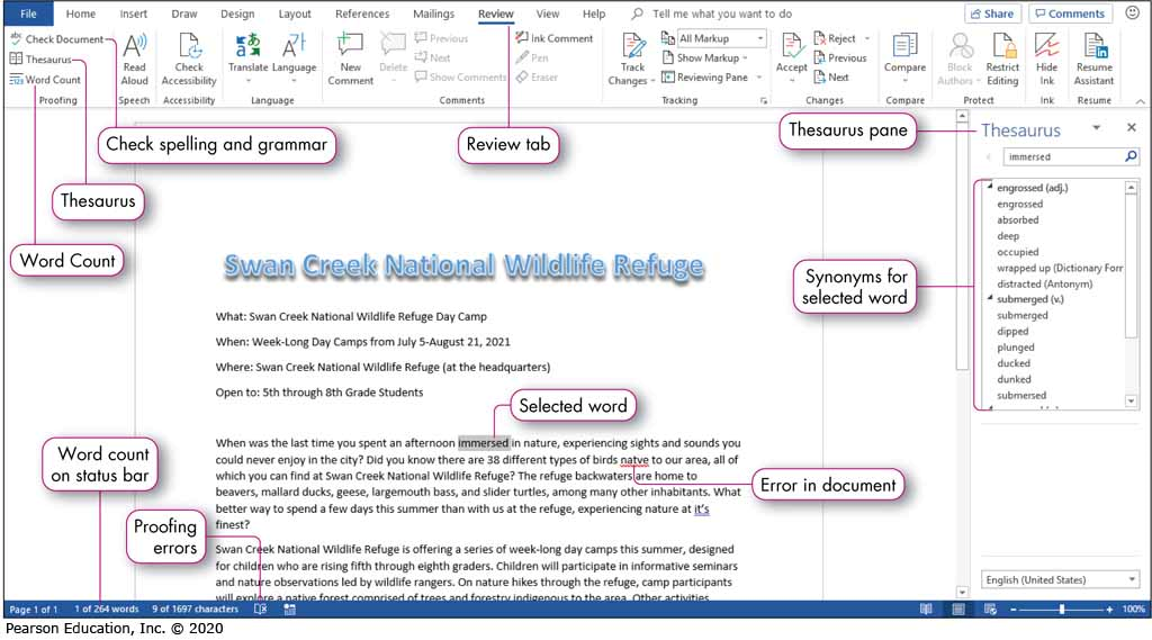 File Home Insert Draw Design Layout References Mailings Review View Help Tell me what you want to do Share Comments
Check Document
Thesaurus
Word Count
Proofing
Read
Aloud
Speech
Check
Accessibility
Accessibility
Translate Language
Language
New
Comment
Delete
Previous
Next
Show Comments
Comments
Ink Comment
Pen
Eraser
Track
Changes
All Markup
Show Markup
Reviewing Pane
Tracking
Accept
Reject
Previous
Next
Changes
Compare
Compare
Block
Authors
Restrict
Editing
Protect
Hide
Ink
Ink
Resume
Assistant
Resume
Check spelling and grammar
Review tab
Thesaurus pane
Thesaurus
Word Count
Thesaurus
immersed
engrossed (adj.)
engrossed
absorbed
deep
occupied
wrapped up (Dictionary Forr
distracted (Antonym)
submerged (v.)
submerged
dipped
plunged
ducked
dunked
submersed
Synonyms for
selected word
Swan Creek National Wildlife Refuge
What: Swan Creek National Wildlife Refuge Day Camp
When: Week-Long Day Camps from July 5-August 21, 2021
Where: Swan Creek National Wildlife Refuge (at the headquarters)
Open to: 5th through 8th Grade Students
Selected word
When was the last time you spent an afternoon immersed in nature, experiencing sights and sounds you
could never enjoy in the city? Did you know there are 38 different types of birds natve to our area, all of
which you can find at Swan Creek National Wildlife Refuge? The refuge backwaters are home to
beavers, mallard ducks, geese, largemouth bass, and slider turtles, among many other inhabitants. What
better way to spend a few days this summer than with us at the refuge, experiencing nature at it's
finest?
Swan Creek National Wildlife Refuge is offering a series of week-long day camps this summer, designed
for children who are rising fifth through eighth graders. Children will participate in informative seminars
and nature observations led by wildlife rangers. On nature hikes through the refuge, camp participants
will explore a native forest comprised of trees and forestry indigenous to the area. Other activities
Word count
on status bar
Proofing
errors
Error in document
English (United States)
Page 1 of 1 1 of 264 words 9 of 1697 characters 100%
Pearson Education, Inc. © 2020